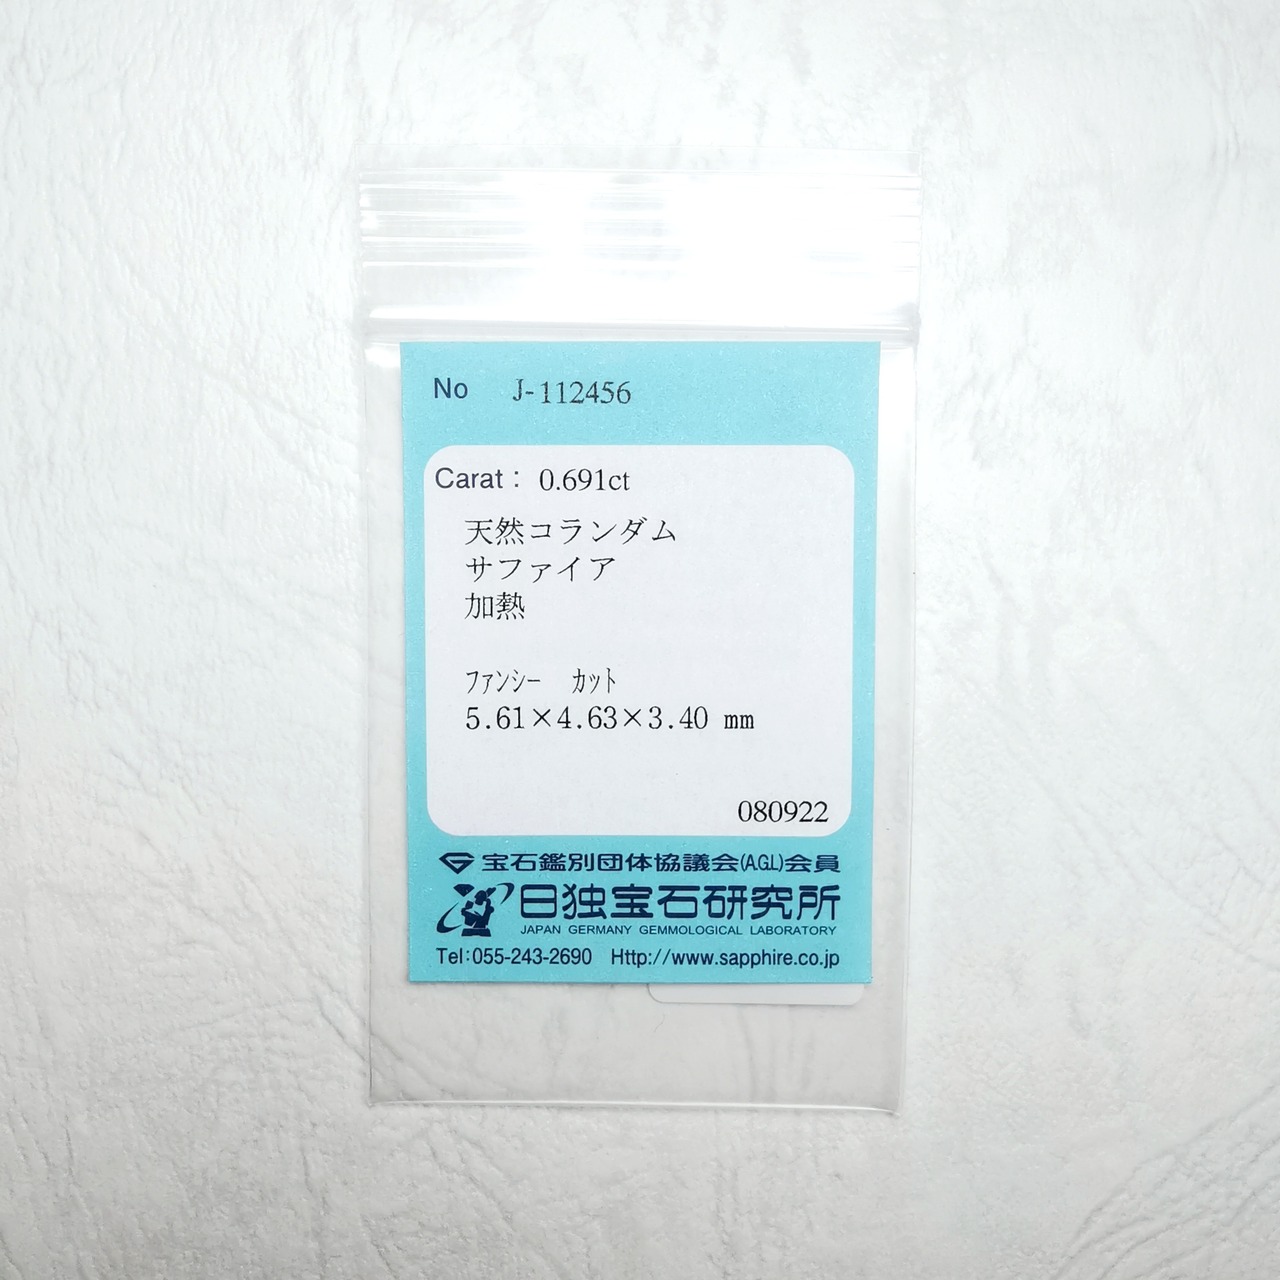 No J-112456
Carat: 0.691ct
天然コランダム
サファイア
加熱
ファンシー カット
5.61×4.63×3.40 mm
080922
宝石鑑別団体協議会(AGL)会員
日独宝石研究所
JAPAN GERMANY GEMMOLOGICAL LABORATORY
Tel:055-243-2690 Http://www.sapphire.co.jp